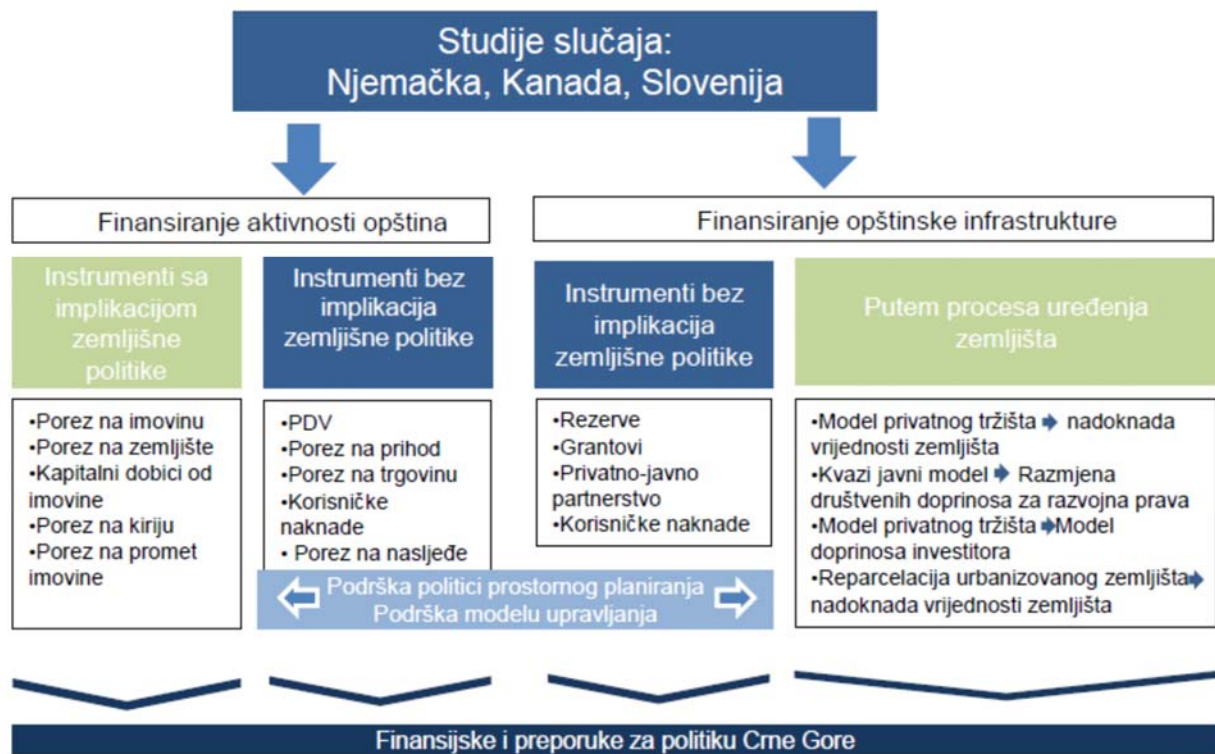 Studije slučaja:
Njemačka, Kanada, Slovenija
Finansiranje aktivnosti opština
Finansiranje opštinske infrastrukture
Instrumenti sa
implikacijom
zemljišne
politike
Instrumenti bez
implikacija
zemljišne politike
Instrumenti bez
implikacija
zemljišne politike
Putem procesa uređenja
zemljišta
•Porez na imovinu
•Porez na zemljište
•Kapitalni dobici od
imovine
•Porez na kiriju
•Porez na promet
imovine
•PDV
•Porez na prihod
•Porez na trgovinu
•Korisničke
naknade
• Porez na nasljeđe
•Rezerve
•Grantovi
•Privatno-javno
partnerstvo
•Korisničke naknade
•Model privatnog tržišta nadoknada
vrijednosti zemljišta
•Kvazi javni model Razmjena
društvenih doprinosa za razvojna prava
•Model privatnog tržišta Model
doprinosa investitora
•Reparcelacija urbanizovanog zemljišta
nadoknada vrijednosti zemljišta
Podrška politici prostornog planiranja
Podrška modelu upravljanja
Finansijske i preporuke za politiku Crne Gore